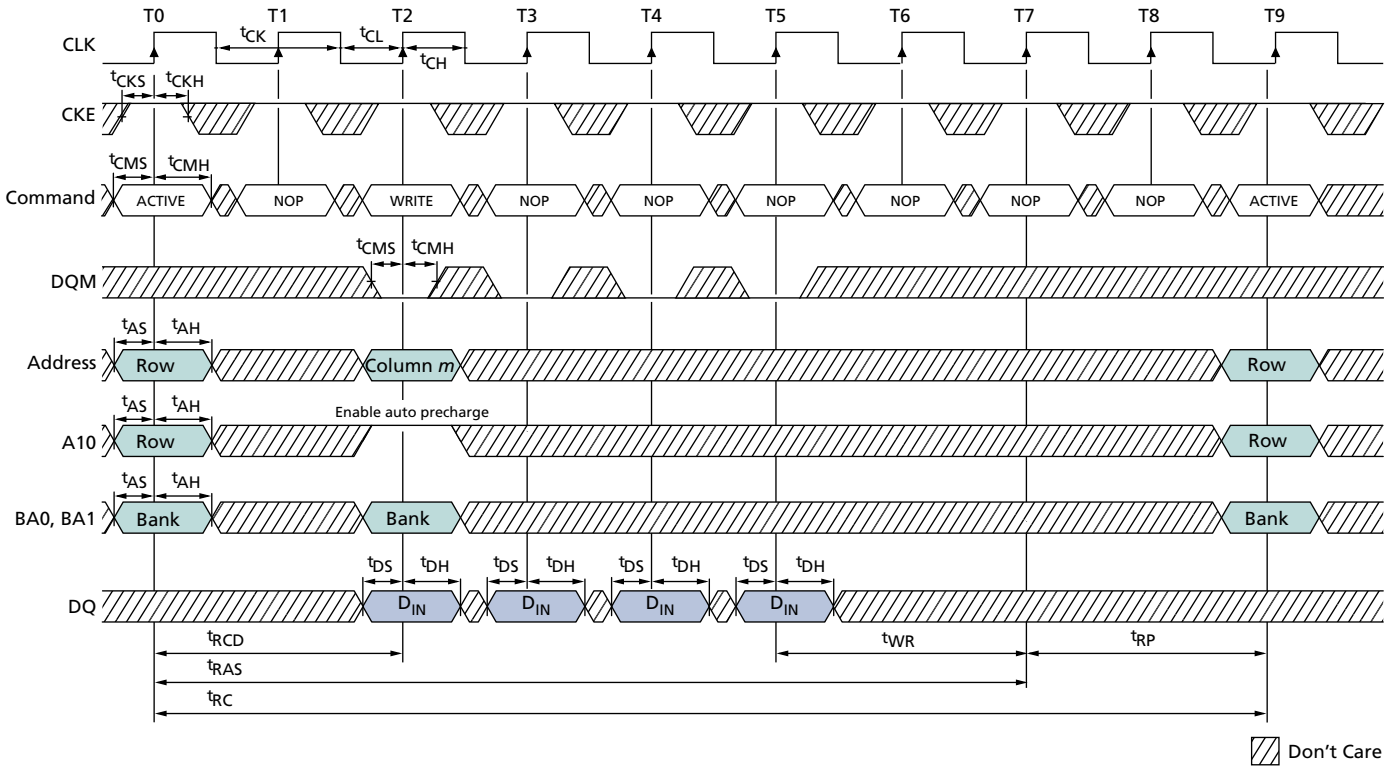 T0 T1 T2 T3 T4 T5 T6 T7 T8 T9
CLK tCK tCL tCH
tCKS tCKH
CKE
tCMS tCMH
Command ACTIVE NOP WRITE NOP NOP NOP NOP NOP NOP ACTIVE
tCMS tCMH
DQM
tAS tAH
Address Row Column m Row
tAS tAH Enable auto precharge
A10 Row Row
tAS tAH
BA0, BA1 Bank Bank Bank
tDS tDH tDS tDH tDS tDH tDS tDH
DQ DIN DIN DIN DIN
tRCD tWR tRP
tRAS
tRC
Don't Care